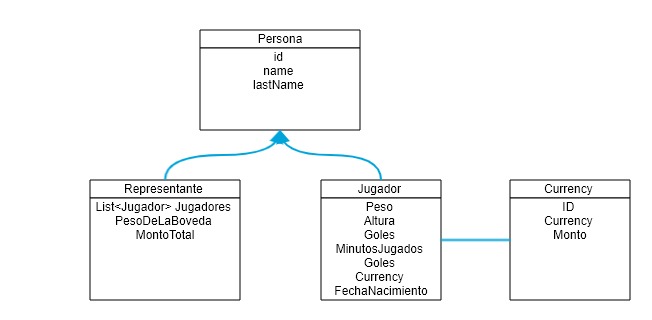 Persona
id
name
lastName
Representante
List<Jugador> Jugadores
PesoDeLaBoveda
MontoTotal
Jugador
Peso
Altura
Goles
MinutosJugados
Goles
Currency
FechaNacimiento
Currency
ID
Currency
Monto